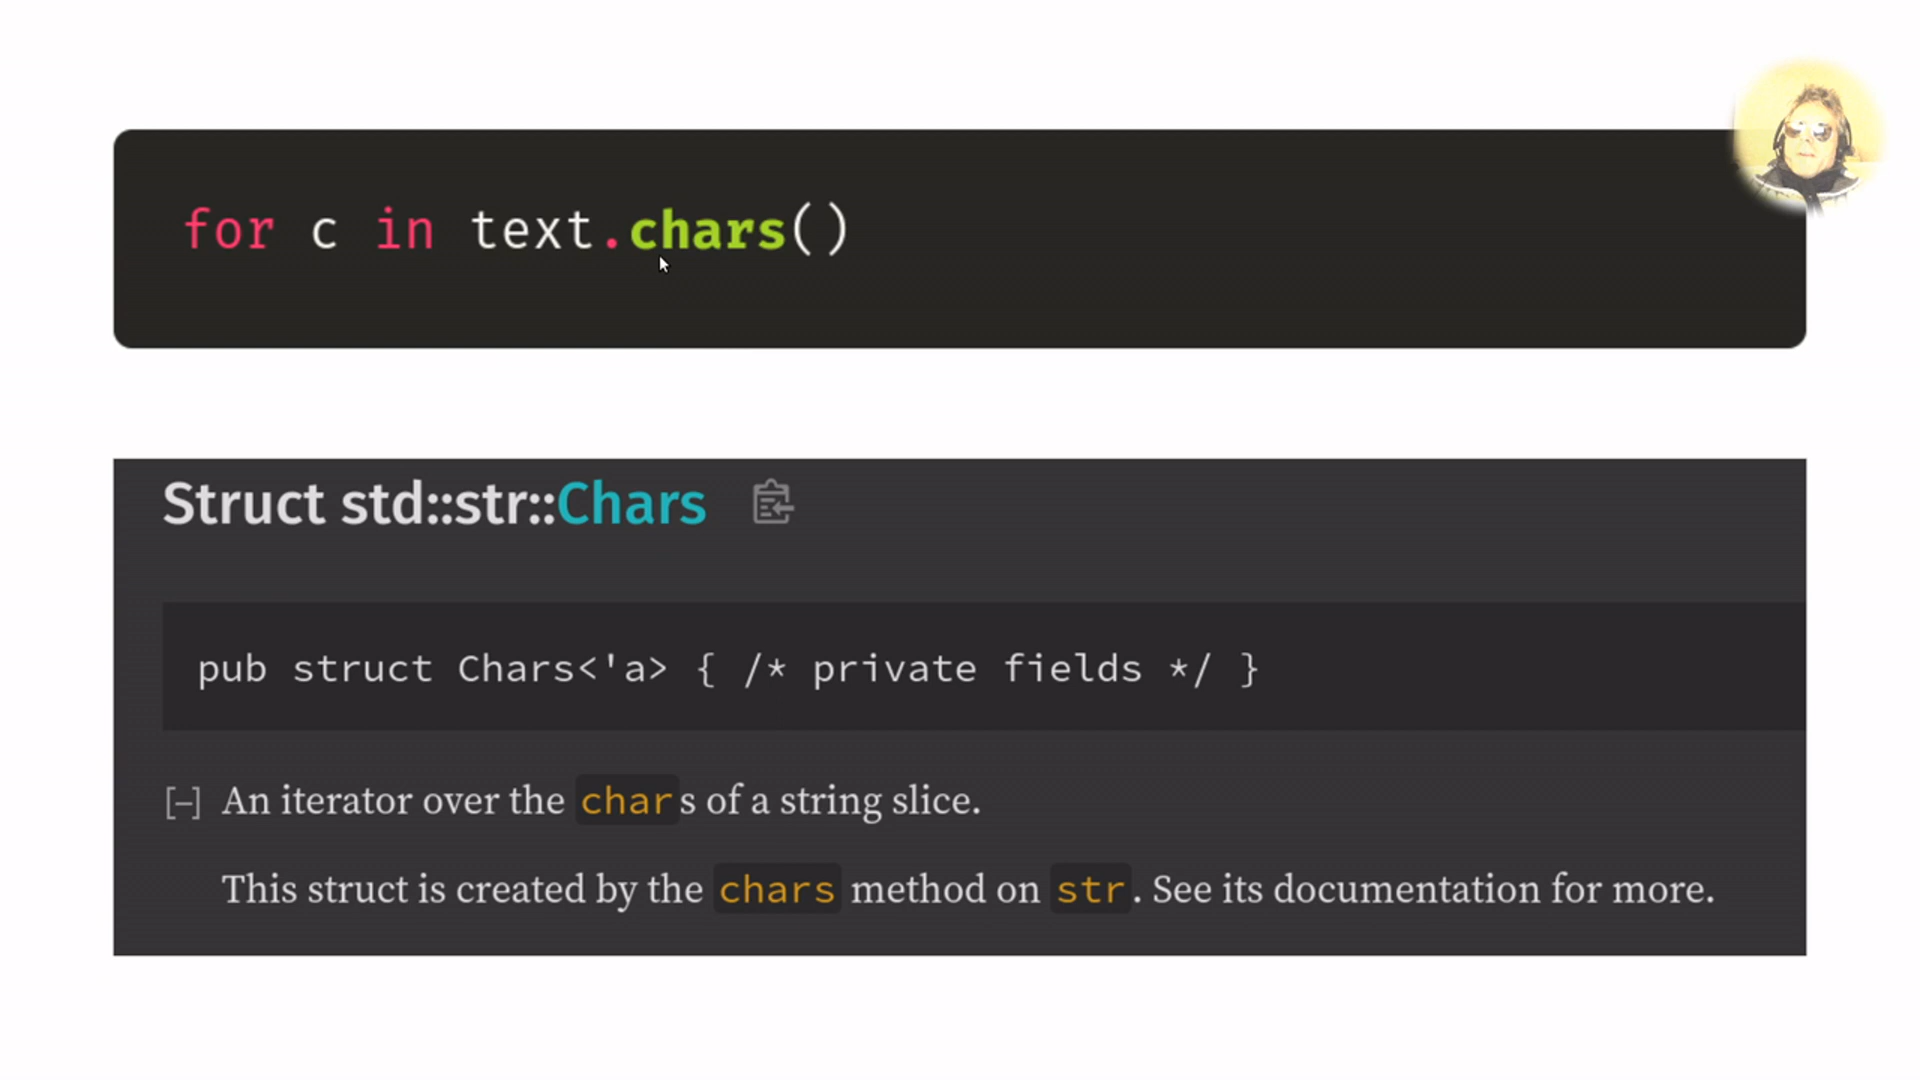 for c in text.chars()
Struct std::str::Chars
pub struct Chars<'a> { /* private fields */ }
[−] An iterator over the chars of a string slice.
This struct is created by the chars method on str. See its documentation for more.